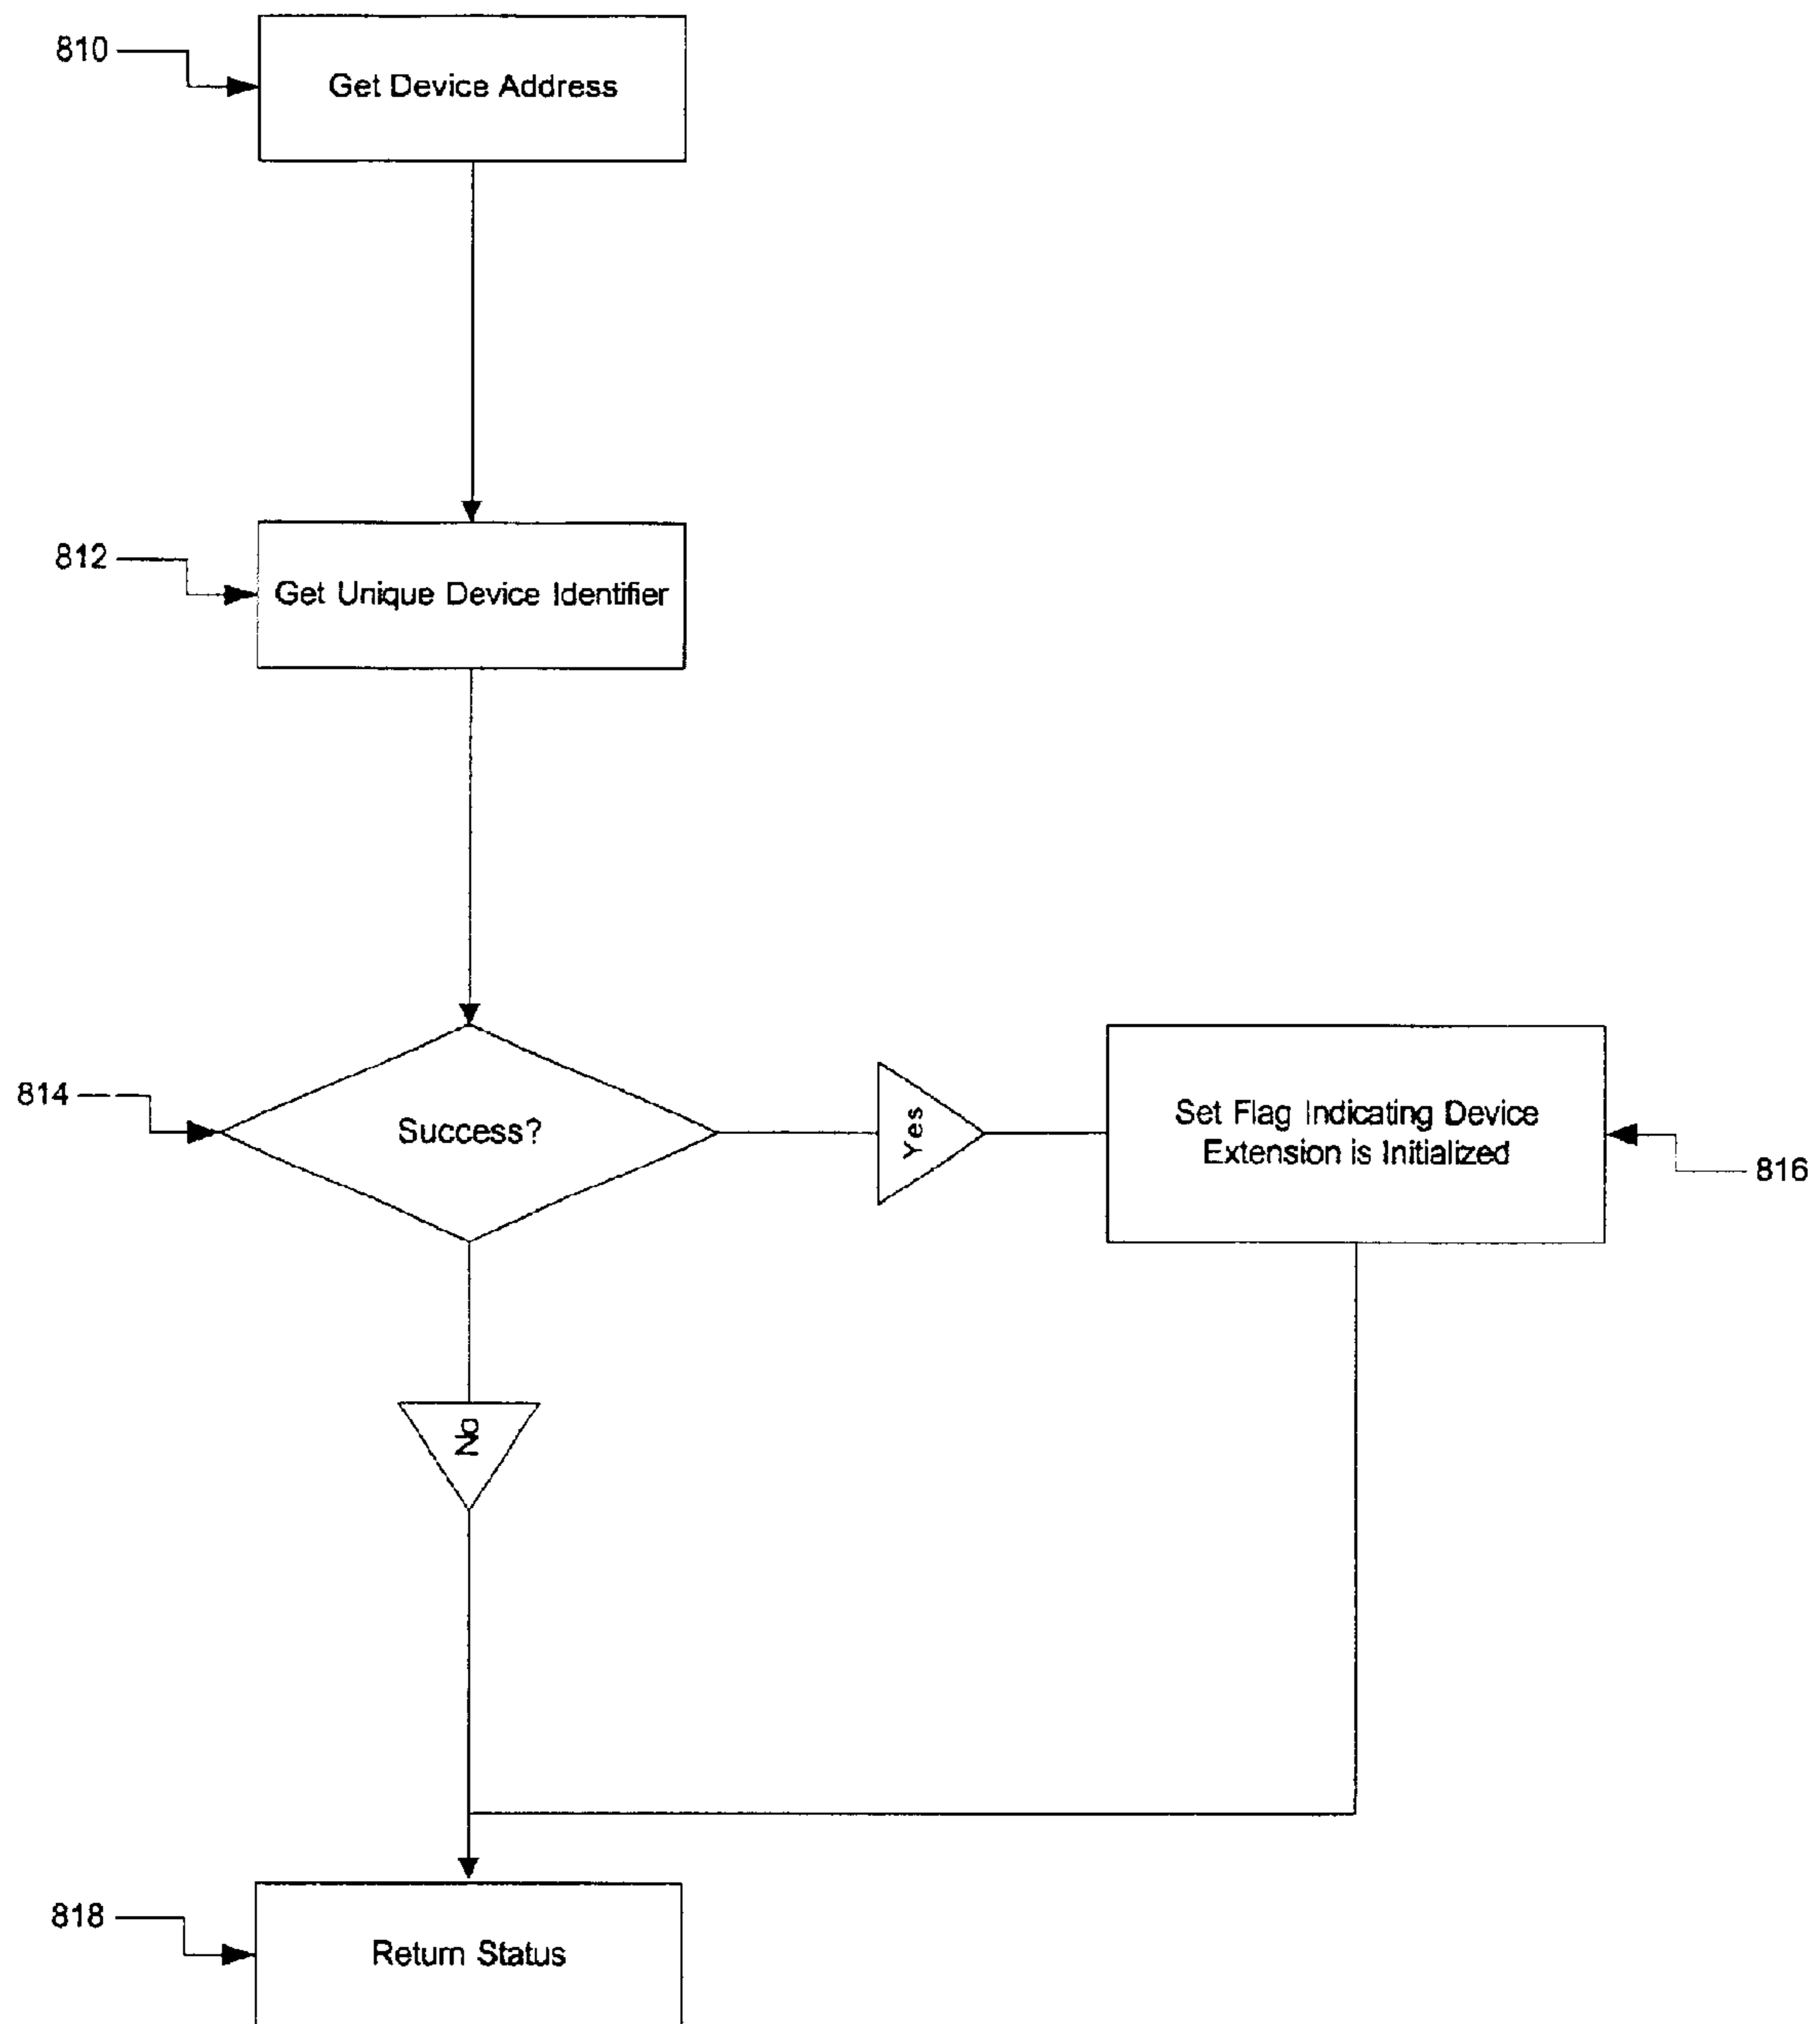 810
Get Device Address
812
Get Unique Device Identifier
814
Success?
Yes
Set Flag Indicating Device
Extension is Initialized
816
No
818
Return Status